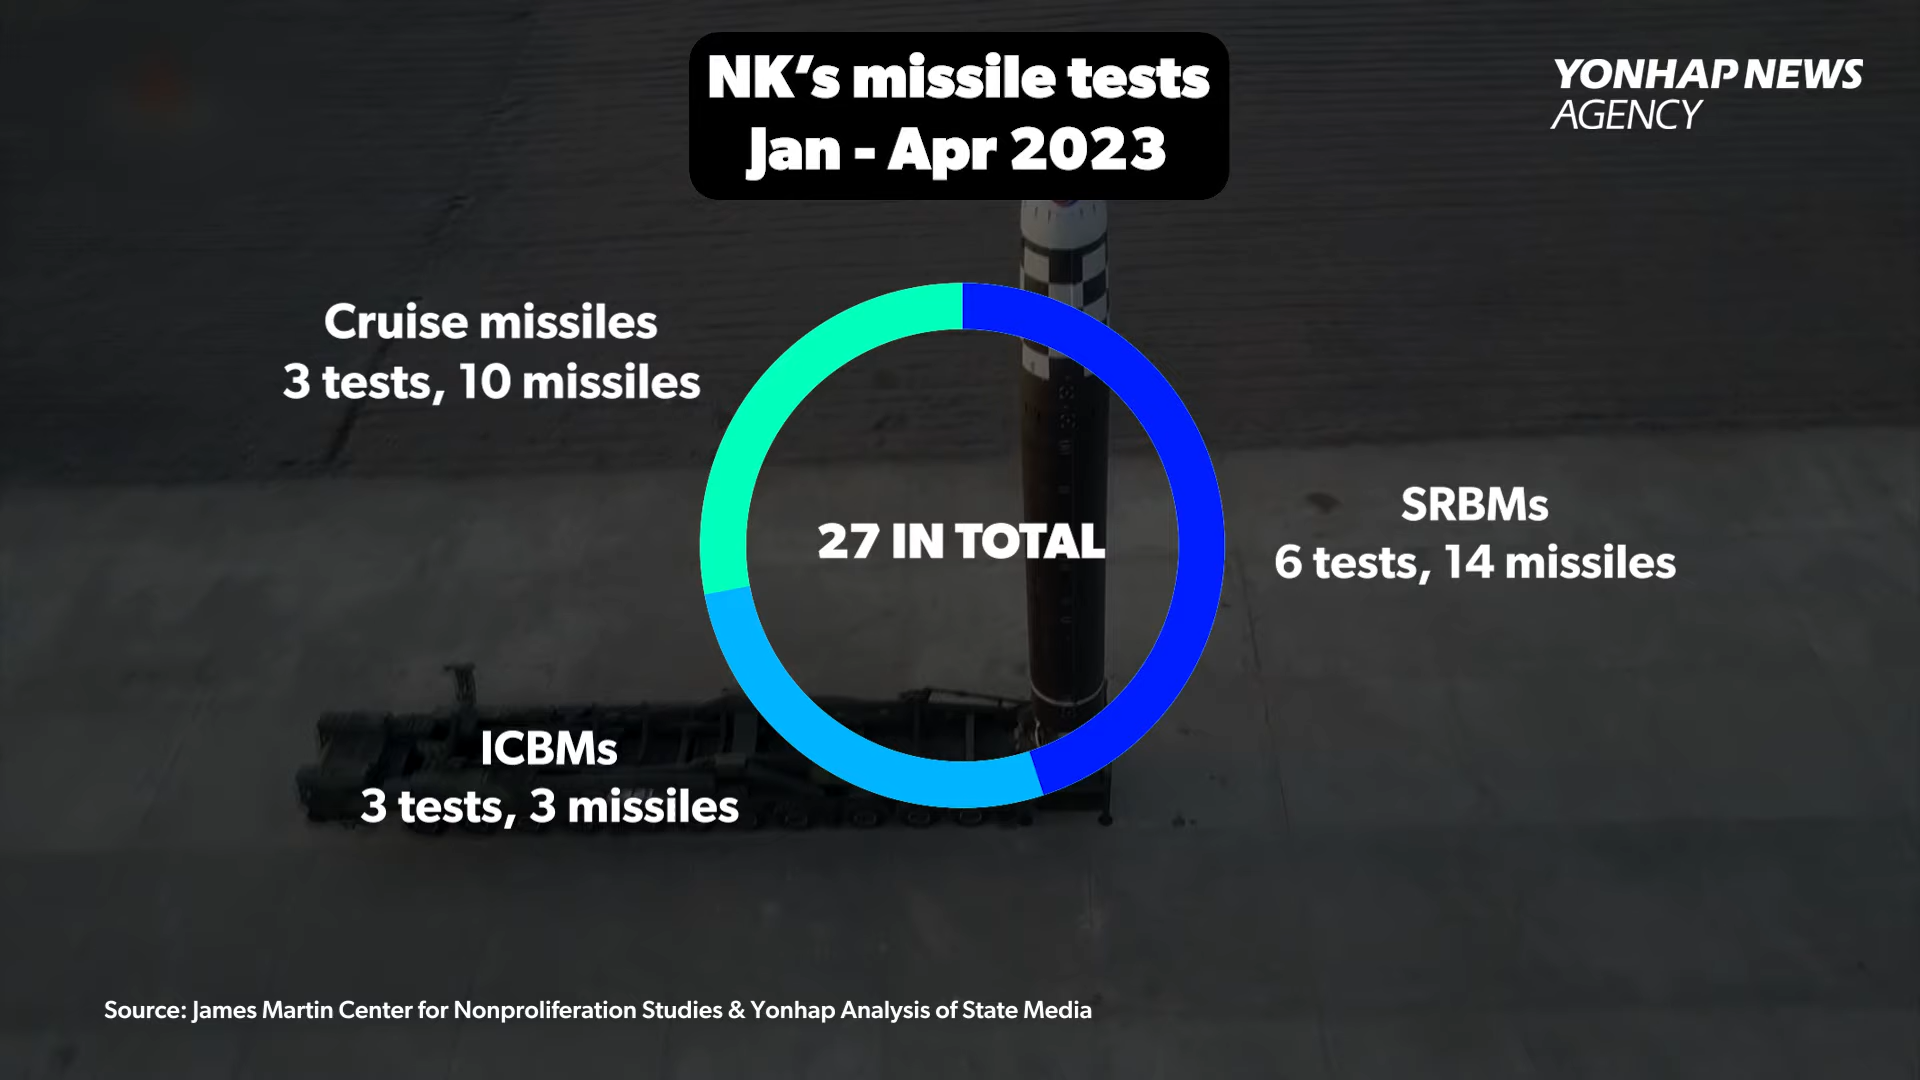 NK’s missile tests
Jan - Apr 2023
YONHAP NEWS
AGENCY
Cruise missiles
3 tests, 10 missiles
SRBMs
6 tests, 14 missiles
27 IN TOTAL
ICBMs
3 tests, 3 missiles
Source: James Martin Center for Nonproliferation Studies & Yonhap Analysis of State Media